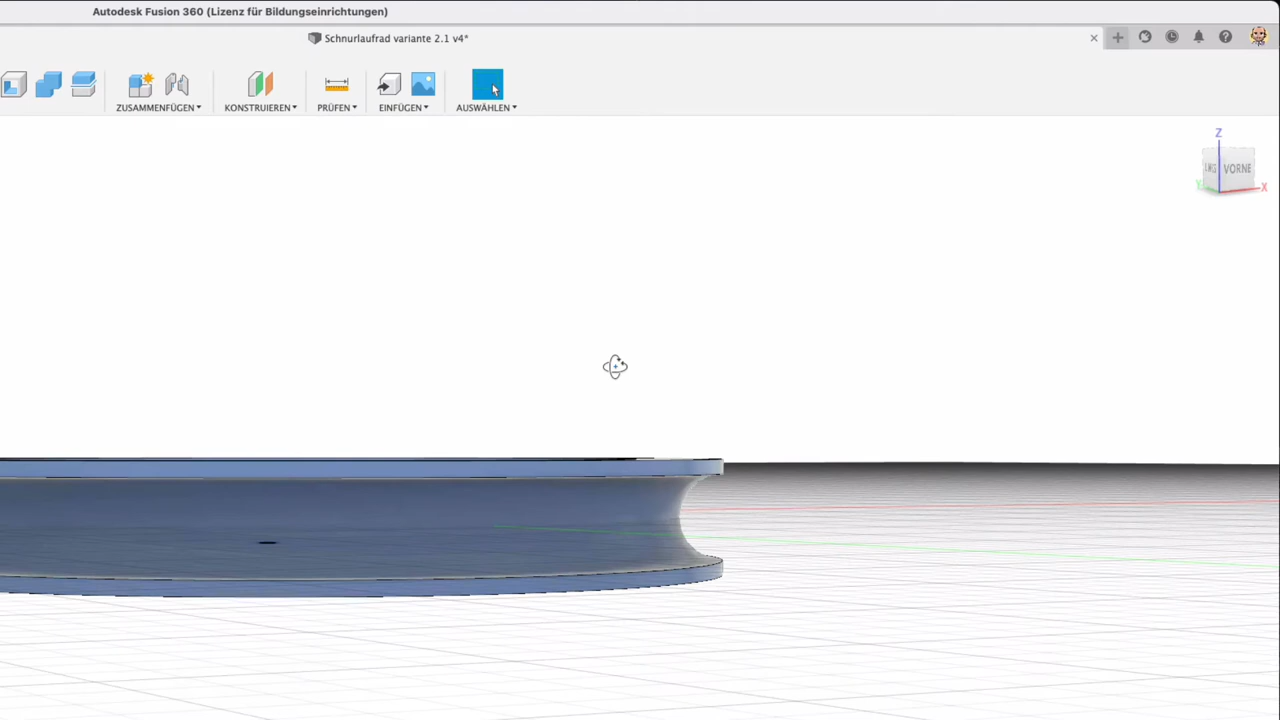 Autodesk Fusion 360 (Lizenz für Bildungseinrichtungen)
Schnurlaufrad variante 2.1 v4*
ZUSAMMENFÜGEN KONSTRUIEREN PRÜFEN EINFÜGEN AUSWÄHLEN
Z
VORNE
Y
X